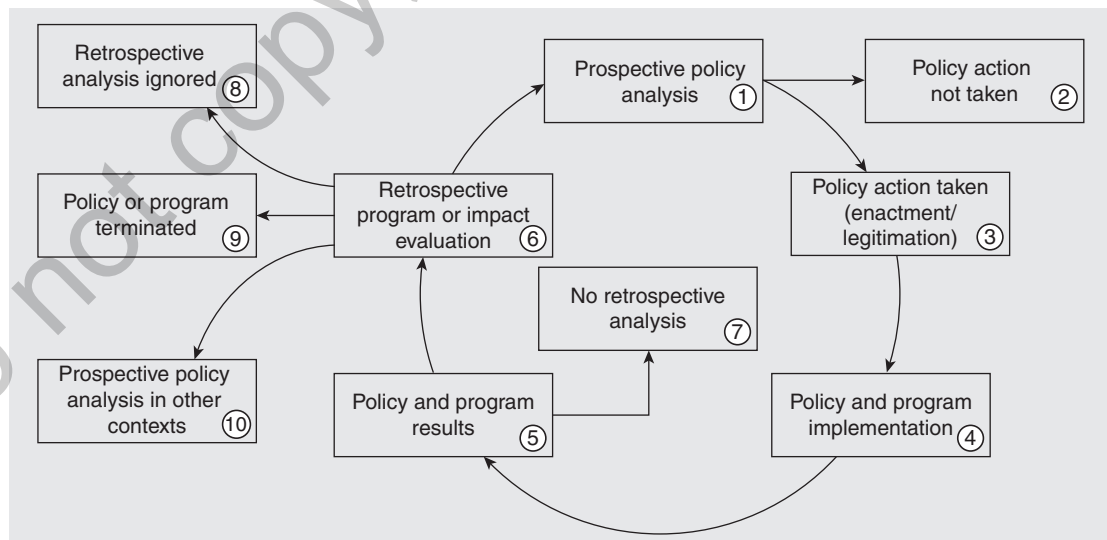 Retrospective
analysis ignored
8
Prospective policy
analysis
1
Policy action
not taken
2
Policy or program
terminated
9
Retrospective
program or impact
evaluation
6
Policy action taken
(enactment/
legitimation)
3
No retrospective
analysis
7
Prospective policy
analysis in other
contexts
10
Policy and program
results
5
Policy and program
implementation
4
not copy